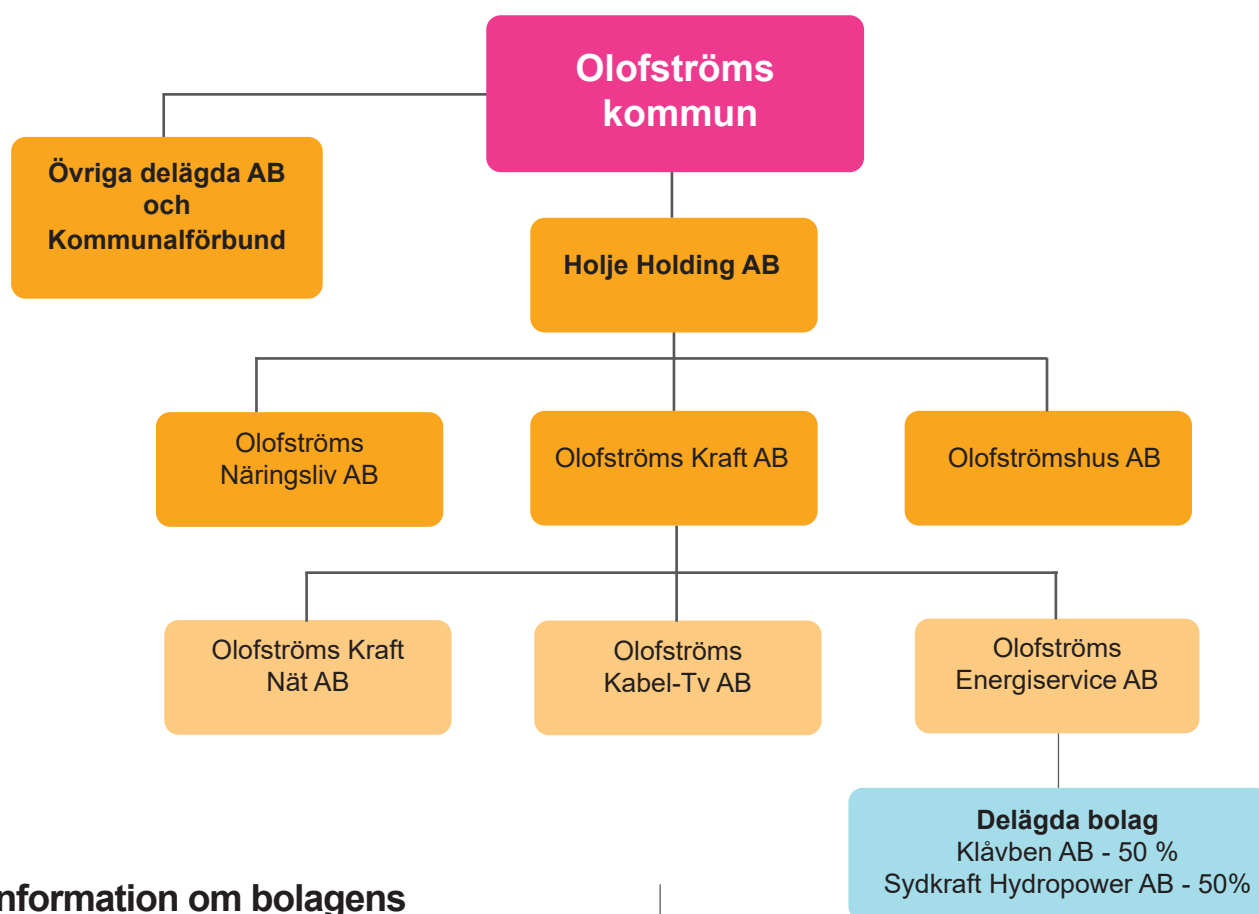 Olofströms
kommun
Övriga delägda AB
och
Kommunalförbund
Holje Holding AB
Olofströms
Näringsliv AB
Olofströms Kraft AB
Olofströmshus AB
Olofströms Kraft
Nät AB
Olofströms
Kabel-Tv AB
Olofströms
Energiservice AB
Delägda bolag
Klåvben AB - 50 %
Sydkraft Hydropower AB - 50%
nformation om bolagens